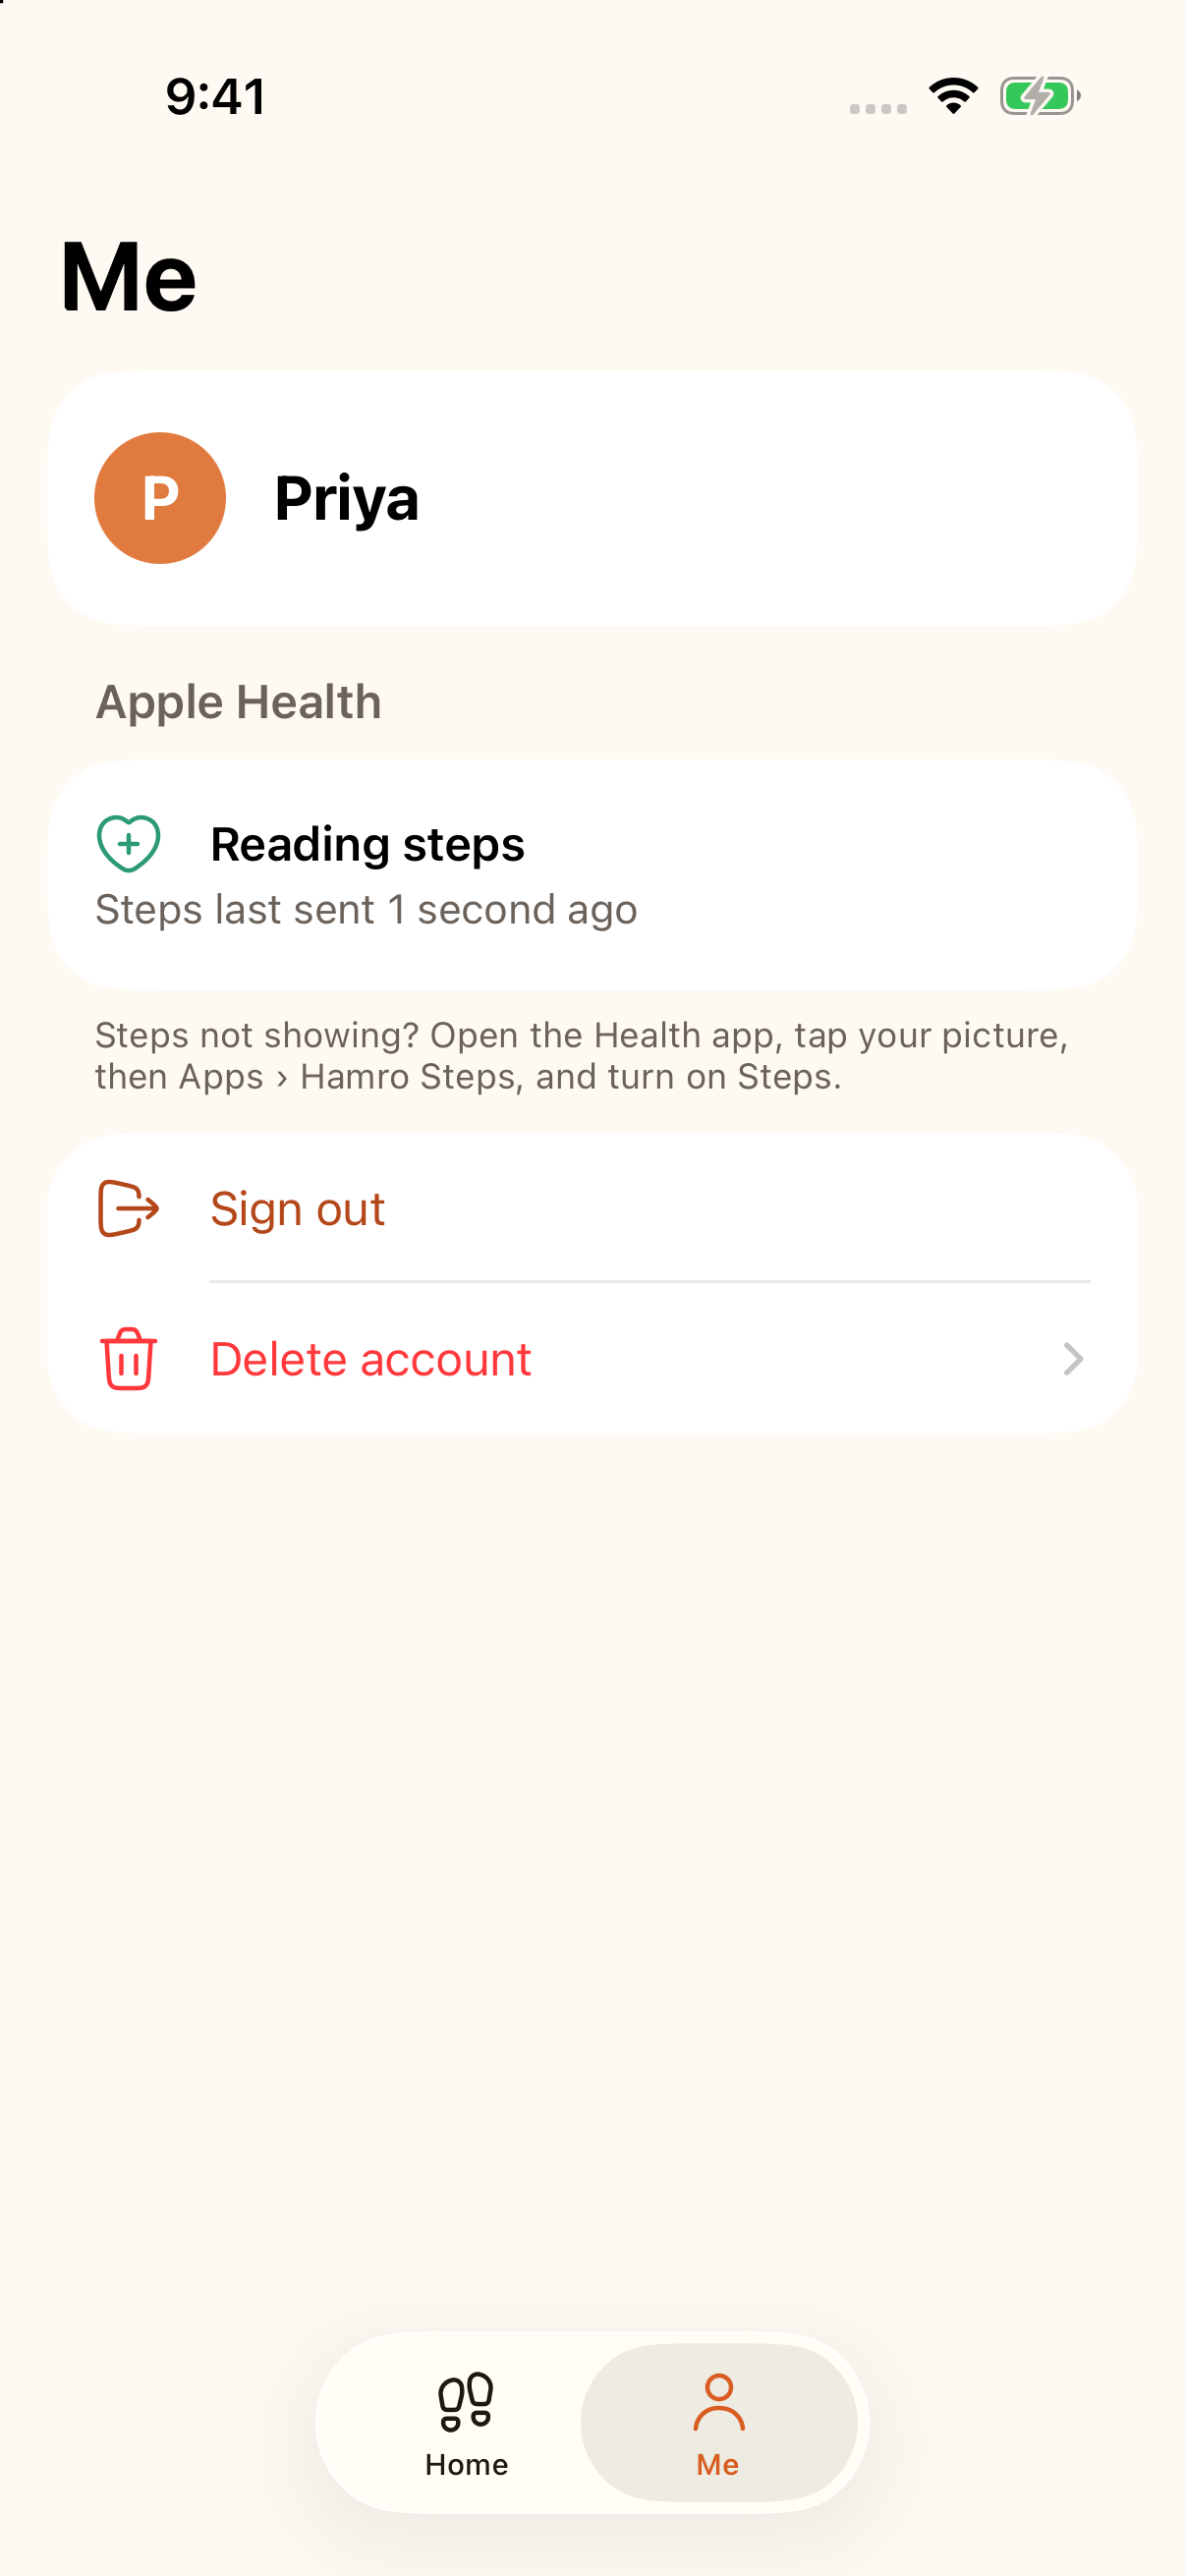 9:41
Me
P
Priya
Apple Health
Reading steps
Steps last sent 1 second ago
Steps not showing? Open the Health app, tap your picture,
then Apps › Hamro Steps, and turn on Steps.
Sign out
Delete account
Home
Me